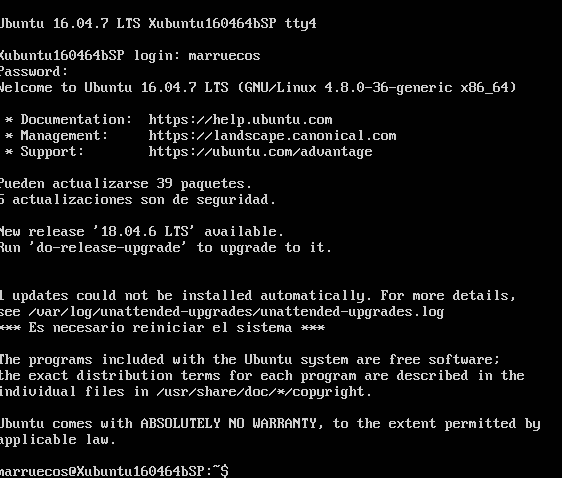 Ubuntu 16.04.7 LTS Xubuntu160464bSP tty4
Xubuntu160464bSP login: marruecos
Password:
Welcome to Ubuntu 16.04.7 LTS (GNU/Linux 4.8.0-36-generic x86_64)
* Documentation:  https://help.ubuntu.com
* Management:     https://landscape.canonical.com
* Support:        https://ubuntu.com/advantage
Pueden actualizarse 39 paquetes.
5 actualizaciones son de seguridad.
New release '18.04.6 LTS' available.
Run 'do-release-upgrade' to upgrade to it.
1 updates could not be installed automatically. For more details,
see /var/log/unattended-upgrades/unattended-upgrades.log
*** Es necesario reiniciar el sistema ***
The programs included with the Ubuntu system are free software;
the exact distribution terms for each program are described in the
individual files in /usr/share/doc/*/copyright.
Ubuntu comes with ABSOLUTELY NO WARRANTY, to the extent permitted by
applicable law.
marruecos@Xubuntu160464bSP:~$